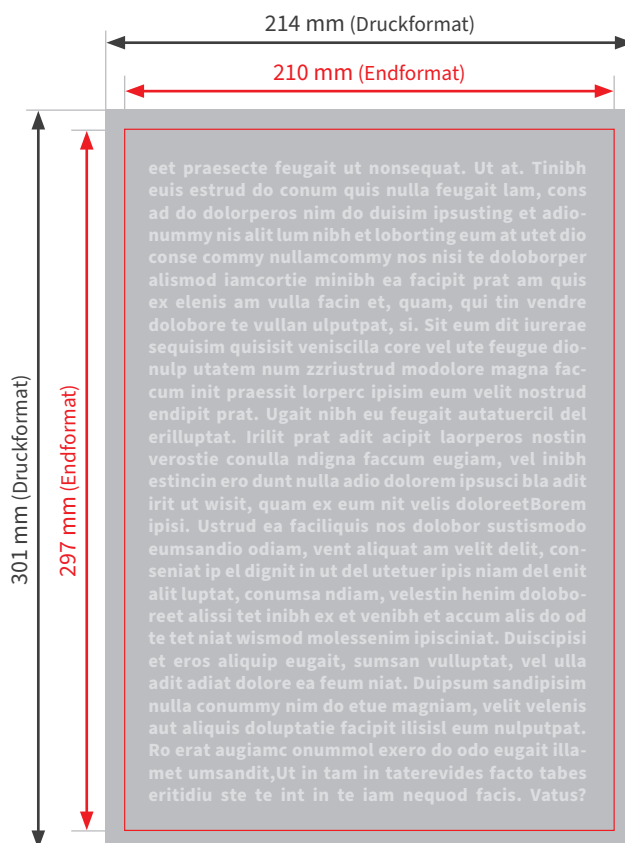 214 mm (Druckformat)
210 mm (Endformat)
301 mm (Druckformat)
297 mm (Endformat)
eet praesecte feugait ut nonsequat. Ut at. Tinibh
euis estrud do conum quis nulla feugait lam, cons
ad do dolorperos nim do duisim ipsusting et adio-
nummy nis alit lum nibh et loborting eum at utet dio
conse commy nullamcommy nos nisi te doloborper
alismod iamcortie minibh ea facipit prat am quis
ex elenis am vulla facin et, quam, qui tin vendre
dolobore te vullan ulputpat, si. Sit eum dit iurerae
sequisim quisisit veniscilla core vel ute feugue dio-
nulp utatem num zzriustrud modolore magna fac-
cum init praessit lorperc ipisim eum velit nostrud
endipit prat. Ugait nibh eu feugait autatuercil del
erilluptat. Irilit prat adit acipit laorperos nostin
verostie conulla ndigna faccum eugiam, vel inibh
estincin ero dunt nulla adio dolorem ipsusci bla adit
irit ut wisit, quam ex eum nit velis doloreetBorem
ipisi. Ustrud ea faciliquis nos dolobor sustismodo
eumsandio odiam, vent aliquat am velit delit, con-
seniat ip el dignit in ut del utetuer ipis niam del enit
alit luptat, conumsa ndiam, velestin henim dolobo-
reet alissi tet inibh ex et venibh et accum alis do od
te tet niat wismod molessenim ipisciniat. Duiscipisi
et eros aliquip eugait, sumsan vulluptat, vel ulla
adit adiat dolore ea feum niat. Duipsum sandipisim
nulla conummy nim do etue magniam, velit velenis
aut aliquis doluptatie facipit ilisisl eum nulputpat.
Ro erat augiamc onummol exero do odo eugait illa-
met umsandit,Ut in tam in taterevides facto tabes
eritidiu ste te int in te iam nequod facis. Vatus?